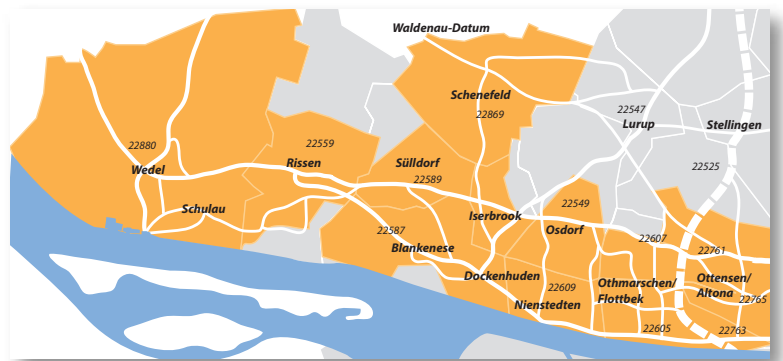 Waldenau-Datum
Schenefeld
22869
22547
Lurup
Stellingen
22880
22559
Wedel
Rissen
Sülldorf
22589
22525
Schulau
22587
Blankenese
Iserbrook
22549
Osdorf
22607
22761
Dockenhuden
22609
Nienstedten
Othmarschen/
Flottbek
Ottensen/
Altona
22765
22605
22763